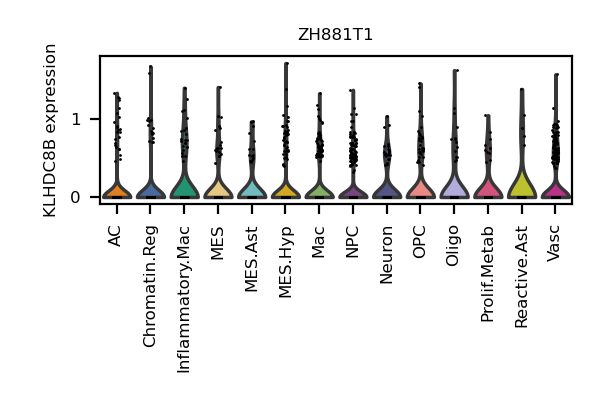 ZH881T1
KLHDC8B expression
1
0
AC
Chromatin.Reg
Inflammatory.Mac
MES
MES.Ast
MES.Hyp
Mac
NPC
Neuron
OPC
Oligo
Prolif.Metab
Reactive.Ast
Vasc